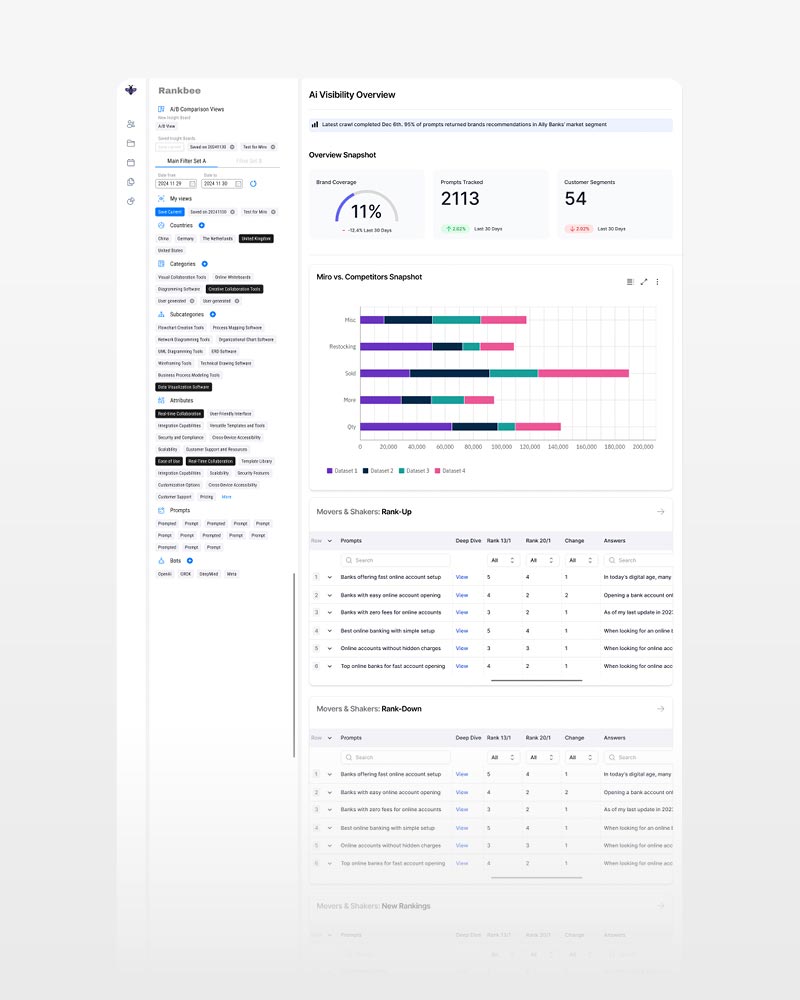 Rankbee
A/B Comparison Views
New Insight Board
A/B View
Saved Insight Boards
Save Current Saved on 20241130 Test for Miro
Main Filter Set A Filter Set B
Date from Date to
2024 11 29 2024 11 30
My views
Save Current Saved on 20241130 Test for Miro
Countries
China Germany The Netherlands United Kingdom
United States
Categories
Visual Collaboration Tools Online Whiteboards
Diagramming Software Creative Collaboration Tools
User generated User generated
Subcategories
Flowchart Creation Tools Process Mapping Software
Network Diagramming Tools Organizational Chart Software
UML Diagramming Tools ERD Software
Wireframing Tools Technical Drawing Software
Business Process Modeling Tools
Data Visualization Software
Attributes
Real-time Collaboration User-Friendly Interface
Integration Capabilities Versatile Templates and Tools
Security and Compliance Cross-Device Accessibility
Scalability Customer Support and Resources
Ease of Use Real-Time Collaboration Template Library
Integration Capabilities Scalability Security Features
Customization Options Cross-Device Accessibility
Customer Support Pricing More
Prompts
Prompted Prompt Prompted Prompt Prompt
Prompt Prompt Prompted Prompt Prompt
Prompted Prompt Prompt
Bots
OpenAI GROK DeepMind Meta
Ai Visibility Overview
Latest crawl completed Dec 6th. 95% of prompts returned brands recommendations in Ally Banks' market segment
Overview Snapshot
Brand Coverage
11%
-12.4% Last 30 Days
Prompts Tracked
2113
2.02% Last 30 Days
Customer Segments
54
2.02% Last 30 Days
Miro vs. Competitors Snapshot
Misc
Restocking
Sold
More
Qty
0 20,000 40,000 60,000 80,000 100,000 120,000 140,000 160,000 180,000 200,000
Dataset 1 Dataset 2 Dataset 3 Dataset 4
Movers & Shakers: Rank-Up
Row Prompts Deep Dive Rank 13/1 Rank 20/1 Change Answers
Search All All All Search
1 Banks offering fast online account setup View 5 4 1 In today's digital age, many
2 Banks with easy online account opening View 4 2 2 Opening a bank account onl
3 Banks with zero fees for online accounts View 3 2 1 As of my last update in 2023
4 Best online banking with simple setup View 5 4 1 When looking for an online b
5 Online accounts without hidden charges View 3 3 1 When looking for online acc
6 Top online banks for fast account opening View 4 2 1 When looking for online acc
Movers & Shakers: Rank-Down
Row Prompts Deep Dive Rank 13/1 Rank 20/1 Change Answers
Search All All All Search
1 Banks offering fast online account setup View 5 4 1 In today's digital age, many
2 Banks with easy online account opening View 4 2 2 Opening a bank account onl
3 Banks with zero fees for online accounts View 3 2 1 As of my last update in 2023
4 Best online banking with simple setup View 5 4 1 When looking for an online b
5 Online accounts without hidden charges View 3 3 1 When looking for online acc
6 Top online banks for fast account opening View 4 2 1 When looking for online acc
Movers & Shakers: New Rankings
Row Prompts Deep Dive Rank 13/1 Rank 20/1 Change Answers
All All All